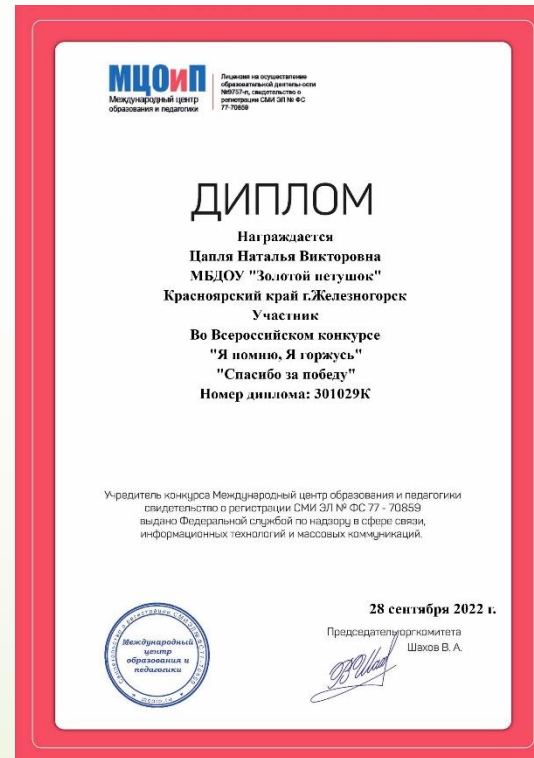 МЦОиП
Международный центр
образования и педагогики
Лицензия на осуществление
образовательной деятельности
№9757-л, свидетельство о
регистрации СМИ ЭЛ № ФС
77-70859
ДИПЛОМ
Награждается
Цапля Наталья Викторовна
МБДОУ "Золотой петушок"
Красноярский край г.Железногорск
Участник
Во Всероссийском конкурсе
"Я помню, Я горжусь"
"Спасибо за победу"
Номер диплома: 301029К
Учредитель конкурса Международный центр образования и педагогики
свидетельство о регистрации СМИ ЭЛ № ФС 77 - 70859
выдано Федеральной службой по надзору в сфере связи,
информационных технологий и массовых коммуникаций.
28 сентября 2022 г.
Председатель оргкомитета
Шахов В. А.
Международный
центр
образования и
педагогики